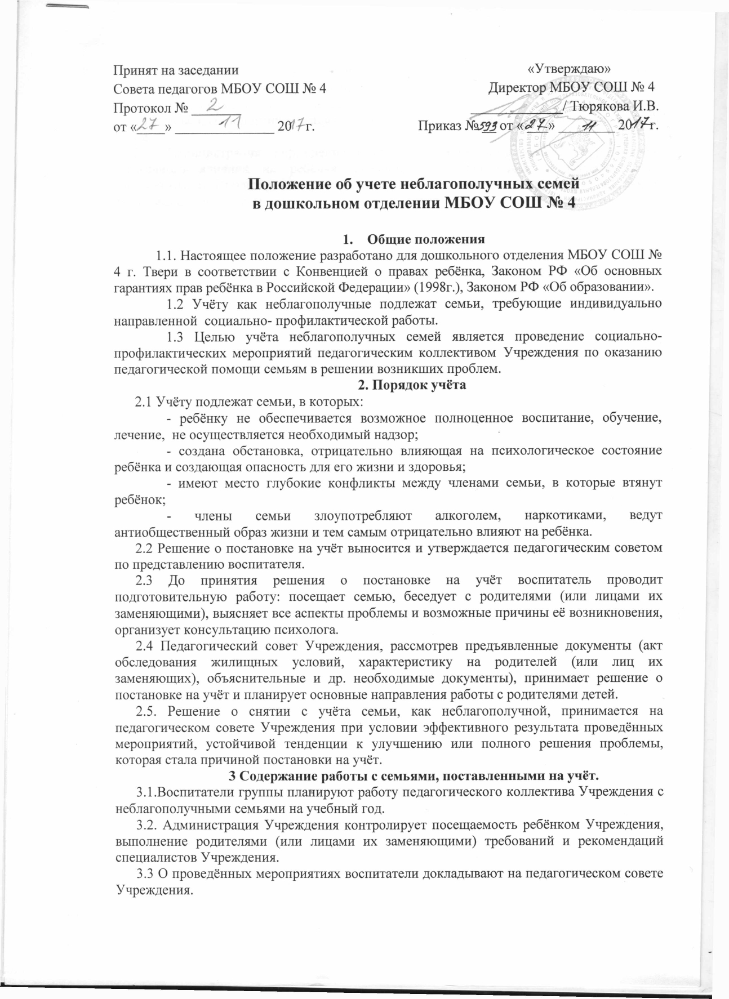 Принят на заседании
Совета педагогов МБОУ СОШ № 4
Протокол № 2
от «27» 11 2017г.
«Утверждаю»
Директор МБОУ СОШ № 4
/ Тюрякова И.В.
Приказ № 593 от «27» 11 2017г.
Положение об учете неблагополучных семей
в дошкольном отделении МБОУ СОШ № 4
1. Общие положения
1.1. Настоящее положение разработано для дошкольного отделения МБОУ СОШ №
4 г. Твери в соответствии с Конвенцией о правах ребёнка, Законом РФ «Об основных
гарантиях прав ребёнка в Российской Федерации» (1998г.), Законом РФ «Об образовании».
1.2 Учёту как неблагополучные подлежат семьи, требующие индивидуально
направленной социально- профилактической работы.
1.3 Целью учёта неблагополучных семей является проведение социально-
профилактических мероприятий педагогическим коллективом Учреждения по оказанию
педагогической помощи семьям в решении возникших проблем.
2. Порядок учёта
2.1 Учёту подлежат семьи, в которых:
- ребёнку не обеспечивается возможное полноценное воспитание, обучение,
лечение, не осуществляется необходимый надзор;
- создана обстановка, отрицательно влияющая на психологическое состояние
ребёнка и создающая опасность для его жизни и здоровья;
- имеют место глубокие конфликты между членами семьи, в которые втянут
ребёнок;
- члены семьи злоупотребляют алкоголем, наркотиками, ведут
антиобщественный образ жизни и тем самым отрицательно влияют на ребёнка.
2.2 Решение о постановке на учёт выносится и утверждается педагогическим советом
по представлению воспитателя.
2.3 До принятия решения о постановке на учёт воспитатель проводит
подготовительную работу: посещает семью, беседует с родителями (или лицами их
заменяющими), выясняет все аспекты проблемы и возможные причины её возникновения,
организует консультацию психолога.
2.4 Педагогический совет Учреждения, рассмотрев предъявленные документы (акт
обследования жилищных условий, характеристику на родителей (или лиц их
заменяющих), объяснительные и др. необходимые документы), принимает решение о
постановке на учёт и планирует основные направления работы с родителями детей.
2.5. Решение о снятии с учёта семьи, как неблагополучной, принимается на
педагогическом совете Учреждения при условии эффективного результата проведённых
мероприятий, устойчивой тенденции к улучшению или полного решения проблемы,
которая стала причиной постановки на учёт.
3 Содержание работы с семьями, поставленными на учёт.
3.1.Воспитатели группы планируют работу педагогического коллектива Учреждения с
неблагополучными семьями на учебный год.
3.2. Администрация Учреждения контролирует посещаемость ребёнком Учреждения,
выполнение родителями (или лицами их заменяющими) требований и рекомендаций
специалистов Учреждения.
3.3 О проведённых мероприятиях воспитатели докладывают на педагогическом совете
Учреждения.